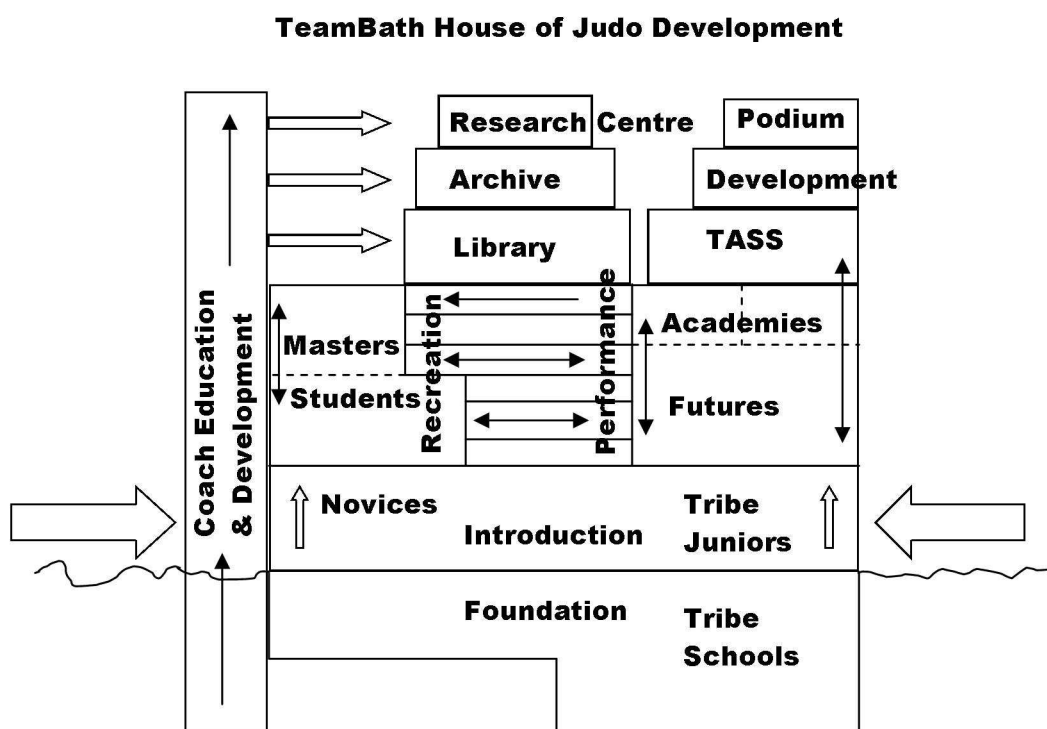 TeamBath House of Judo Development
Research Centre
Podium
Archive
Development
Library
TASS
Coach Education
& Development
Masters
Students
Recreation
Performance
Academies
Futures
Novices
Introduction
Tribe
Juniors
Foundation
Tribe
Schools